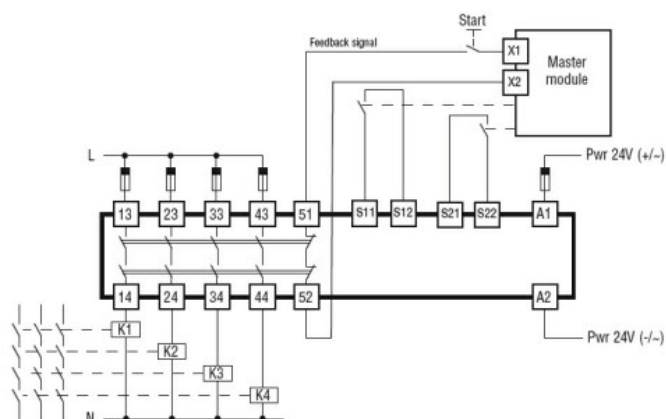 Start
Feedback signal
X1
Master
module
X2
L
Pwr 24V (+/~)
13 23 33 43 51 S11 S12 S21 S22 A1
14 24 34 44 52 A2
K1
Pwr 24V (-/~)
K2
K3
K4
N